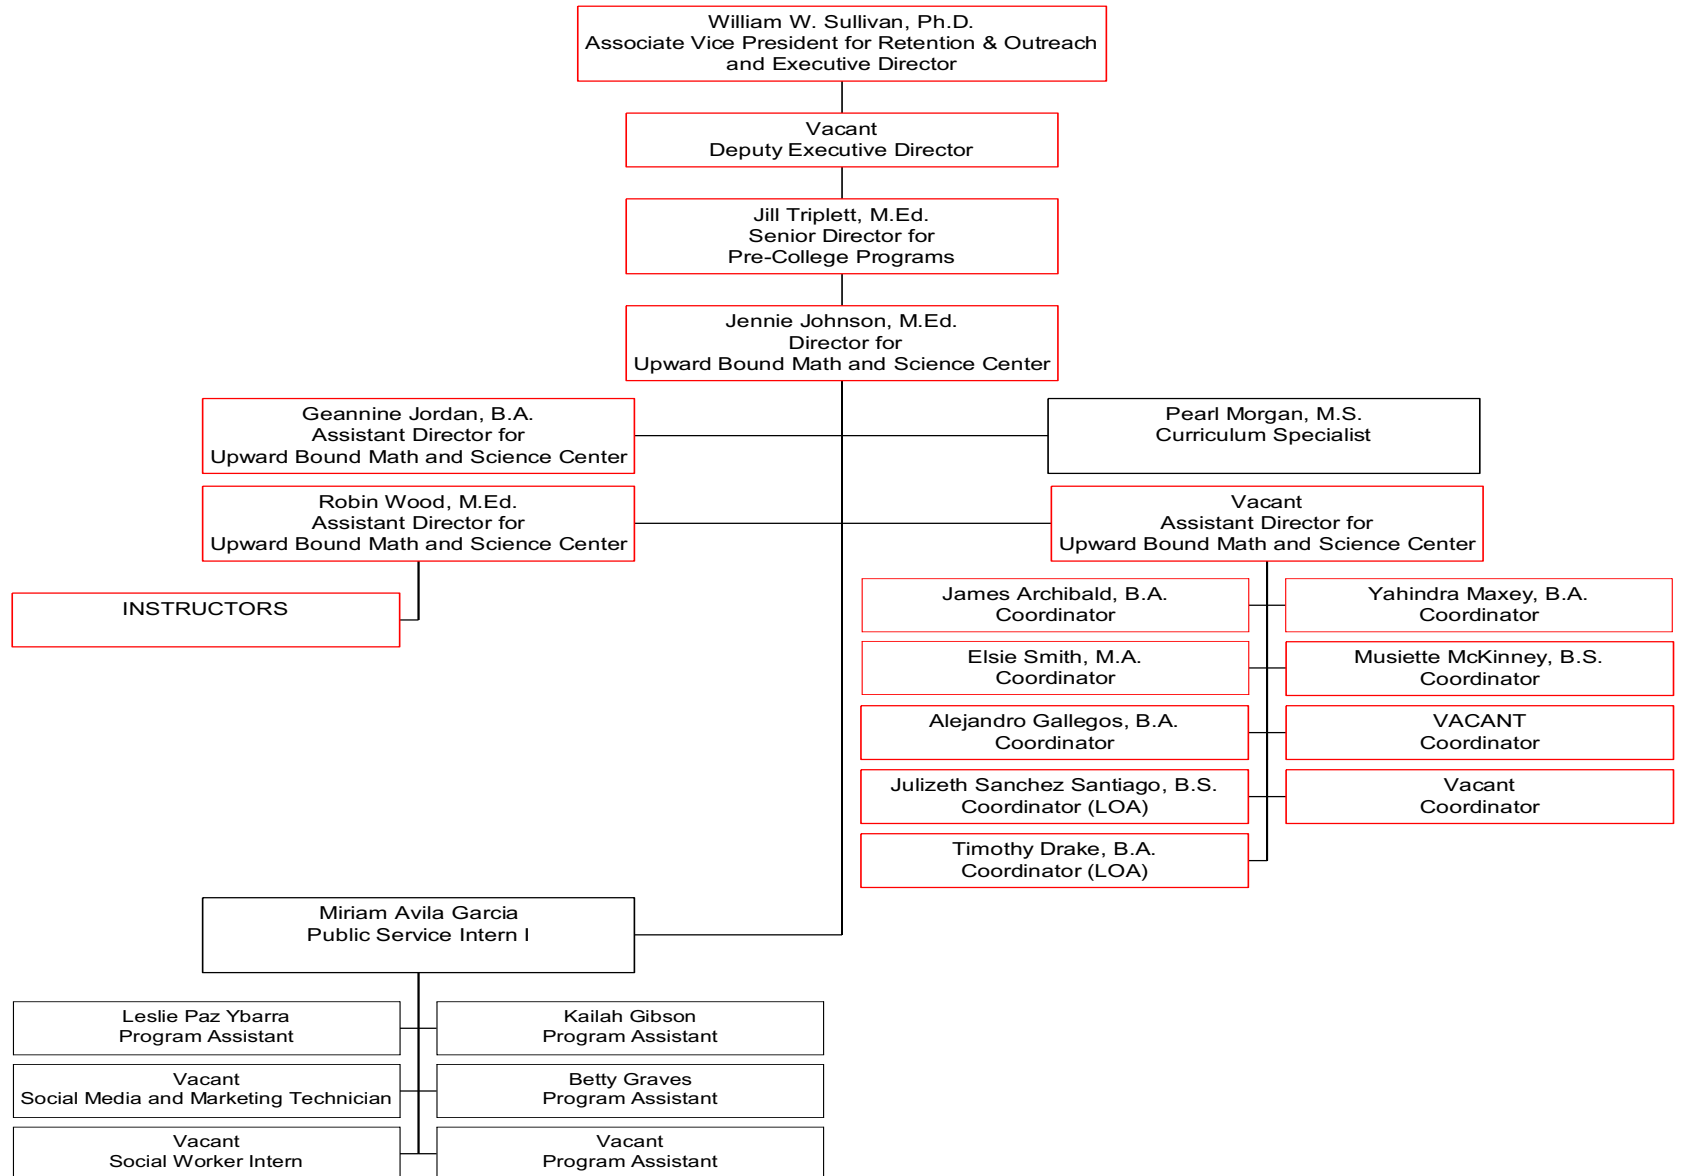 William W. Sullivan, Ph.D.
Associate Vice President for Retention & Outreach
and Executive Director
Vacant
Deputy Executive Director
Jill Triplett, M.Ed.
Senior Director for
Pre-College Programs
Jennie Johnson, M.Ed.
Director for
Upward Bound Math and Science Center
Geannine Jordan, B.A.
Assistant Director for
Upward Bound Math and Science Center
Pearl Morgan, M.S.
Curriculum Specialist
Robin Wood, M.Ed.
Assistant Director for
Upward Bound Math and Science Center
Vacant
Assistant Director for
Upward Bound Math and Science Center
INSTRUCTORS
James Archibald, B.A.
Coordinator
Yahindra Maxey, B.A.
Coordinator
Elsie Smith, M.A.
Coordinator
Musiette McKinney, B.S.
Coordinator
Alejandro Gallegos, B.A.
Coordinator
VACANT
Coordinator
Julizeth Sanchez Santiago, B.S.
Coordinator (LOA)
Vacant
Coordinator
Timothy Drake, B.A.
Coordinator (LOA)
Miriam Avila Garcia
Public Service Intern I
Leslie Paz Ybarra
Program Assistant
Kailah Gibson
Program Assistant
Vacant
Social Media and Marketing Technician
Betty Graves
Program Assistant
Vacant
Social Worker Intern
Vacant
Program Assistant